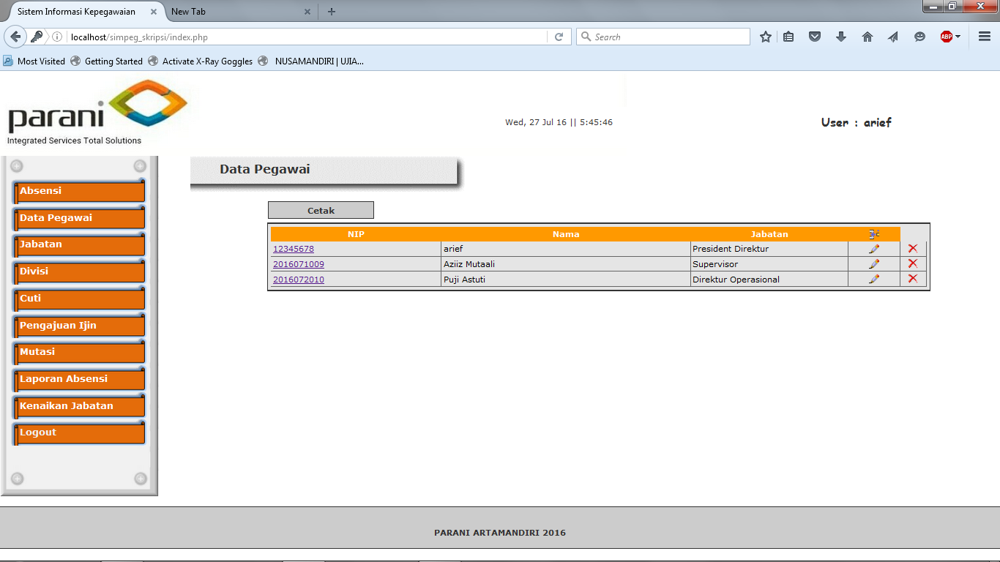 Sistem Informasi Kepegawaian
New Tab
localhost/simpeg_skripsi/index.php
Search
ABP
Most Visited
Getting Started
Activate X-Ray Goggles
NUSAMANDIRI | UJIA...
parani
Integrated Services Total Solutions
Wed, 27 Jul 16 || 5:45:46
User : arief
Absensi
Data Pegawai
Jabatan
Divisi
Cuti
Pengajuan Ijin
Mutasi
Laporan Absensi
Kenaikan Jabatan
Logout
Data Pegawai
Cetak
NIP Nama Jabatan
12345678 arief President Direktur
2016071009 Aziiz Mutaali Supervisor
2016072010 Puji Astuti Direktur Operasional
PARANI ARTAMANDIRI 2016